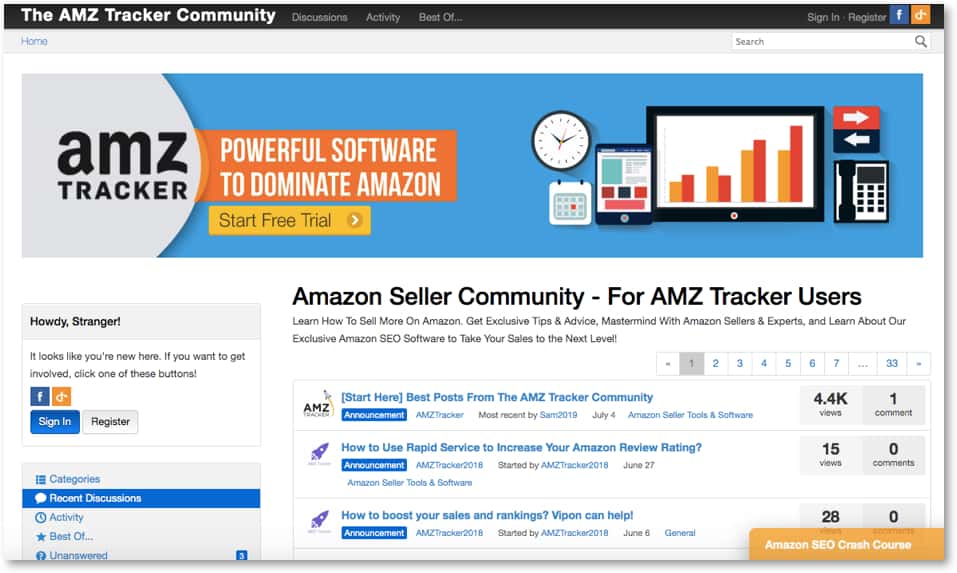 The AMZ Tracker Community Discussions Activity Best Of... Sign In · Register
Home Search
amz
TRACKER
POWERFUL SOFTWARE
TO DOMINATE AMAZON
Start Free Trial
Howdy, Stranger!
It looks like you're new here. If you want to
get involved, click one of these buttons!
Sign In Register
Categories
Recent Discussions
Activity
Best Of...
Unanswered 3
Amazon Seller Community - For AMZ Tracker Users
Learn How To Sell More On Amazon. Get Exclusive Tips & Advice, Mastermind With Amazon Sellers & Experts, and Learn About Our
Exclusive Amazon SEO Software to Take Your Sales to the Next Level!
« 1 2 3 4 5 6 7 ... 33 »
AMZ
TRACKER
[Start Here] Best Posts From The AMZ Tracker Community
Announcement AMZTracker Most recent by Sam2019 July 4 Amazon Seller Tools & Software
4.4K 1
views comment
How to Use Rapid Service to Increase Your Amazon Review Rating?
Announcement AMZTracker2018 Started by AMZTracker2018 June 27
Amazon Seller Tools & Software
15 0
views comments
How to boost your sales and rankings? Vipon can help!
Announcement AMZTracker2018 Started by AMZTracker2018 June 6 General
28 0
views comments
Amazon SEO Crash Course